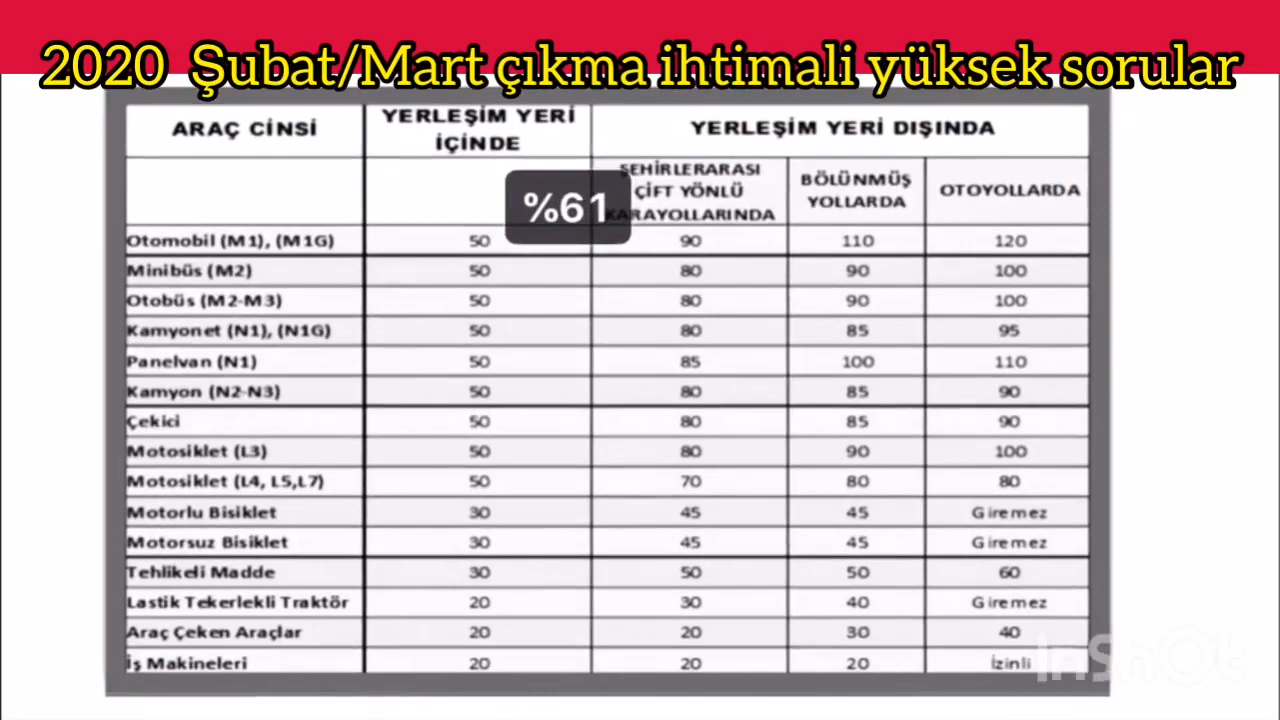 2020 Şubat/Mart çıkma ihtimali yüksek sorular
ARAÇ CİNSİ
YERLEŞİM YERİ
İÇİNDE
YERLEŞİM YERİ DIŞINDA
ŞEHİRLERARASI
ÇİFT YÖNLÜ
KARAYOLLARINDA
BÖLÜNMÜŞ
YOLLARDA
OTOYOLLARDA
%61
Otomobil (M1), (M1G) 50 90 110 120
Minibüs (M2) 50 80 90 100
Otobüs (M2-M3) 50 80 90 100
Kamyonet (N1), (N1G) 50 80 85 95
Panelvan (N1) 50 85 100 110
Kamyon (N2-N3) 50 80 85 90
Çekici 50 80 85 90
Motosiklet (L3) 50 80 90 100
Motosiklet (L4, L5,L7) 50 70 80 80
Motorlu Bisiklet 30 45 45 Giremez
Motorsuz Bisiklet 30 45 45 Giremez
Tehlikeli Madde 30 50 50 60
Lastik Tekerlekli Traktör 20 30 40 Giremez
Araç Çeken Araçlar 20 20 30 40
İş Makineleri 20 20 20 İzinli
InShOt